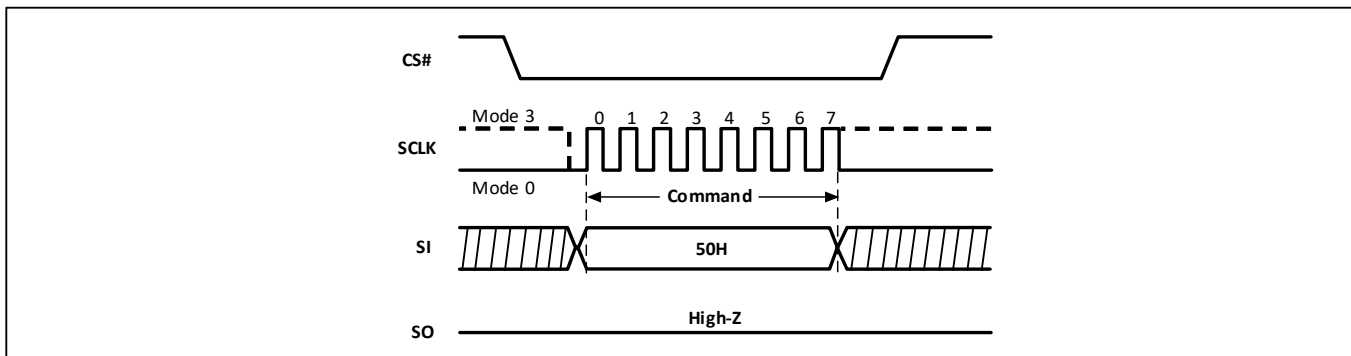 CS#
Mode 3
0 1 2 3 4 5 6 7
SCLK
Mode 0
Command
SI
50H
High-Z
SO